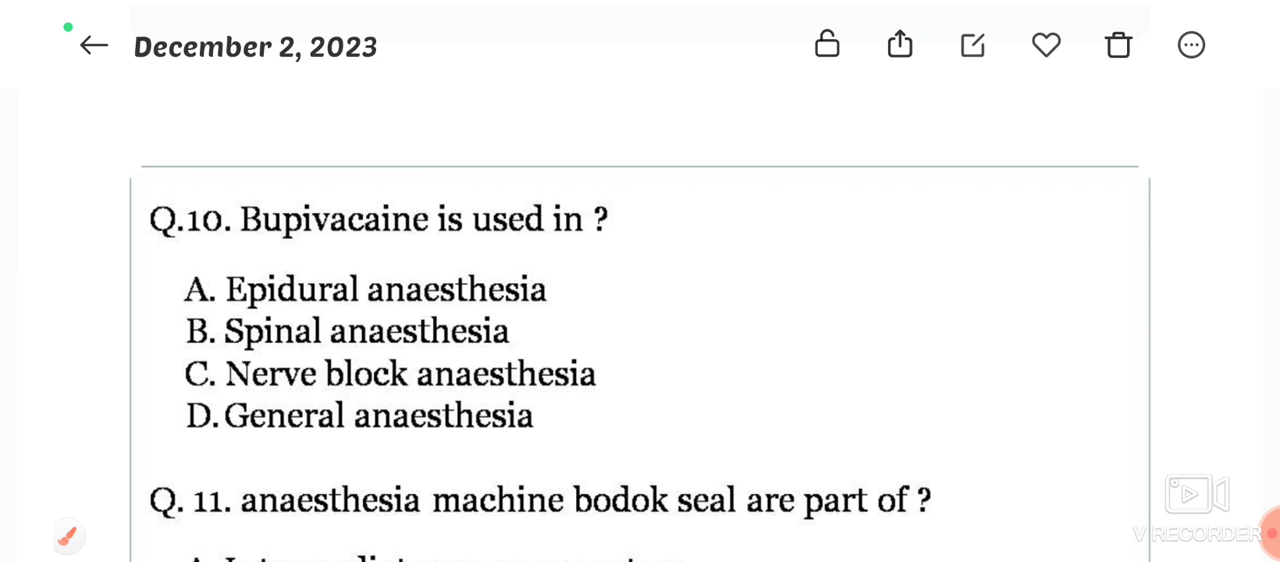 December 2, 2023
Q.10. Bupivacaine is used in ?
A. Epidural anaesthesia
B. Spinal anaesthesia
C. Nerve block anaesthesia
D. General anaesthesia
Q. 11. anaesthesia machine bodok seal are part of ?
V RECORDER